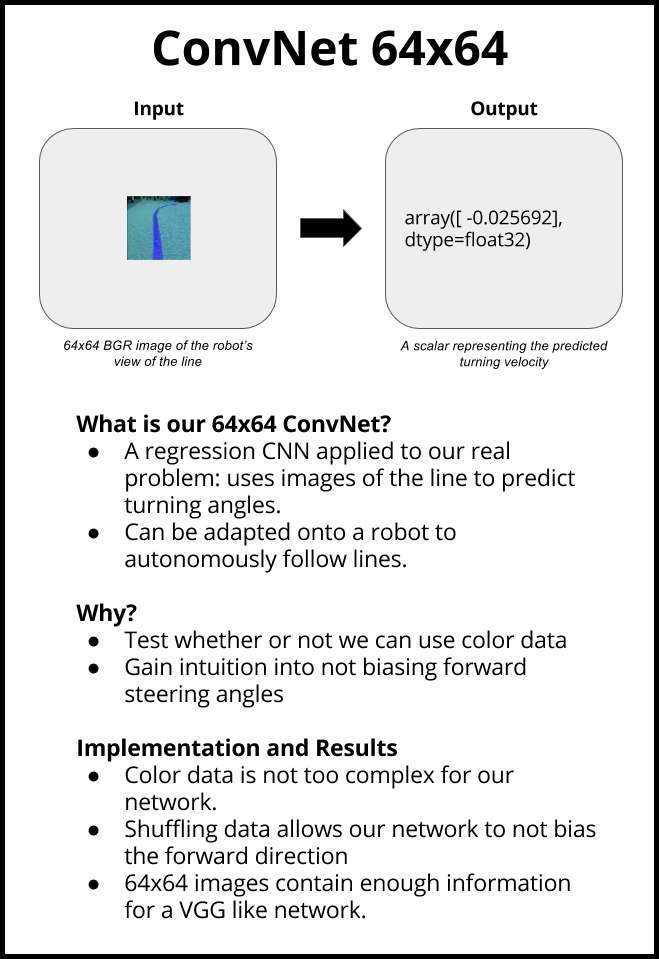 ConvNet 64x64
Input
Output
array([ -0.025692],
dtype=float32)
64x64 BGR image of the robot's
view of the line
A scalar representing the predicted
turning velocity
What is our 64x64 ConvNet?
● A regression CNN applied to our real
problem: uses images of the line to predict
turning angles.
● Can be adapted onto a robot to
autonomously follow lines.
Why?
● Test whether or not we can use color data
● Gain intuition into not biasing forward
steering angles
Implementation and Results
● Color data is not too complex for our
network.
● Shuffling data allows our network to not bias
the forward direction
● 64x64 images contain enough information
for a VGG like network.